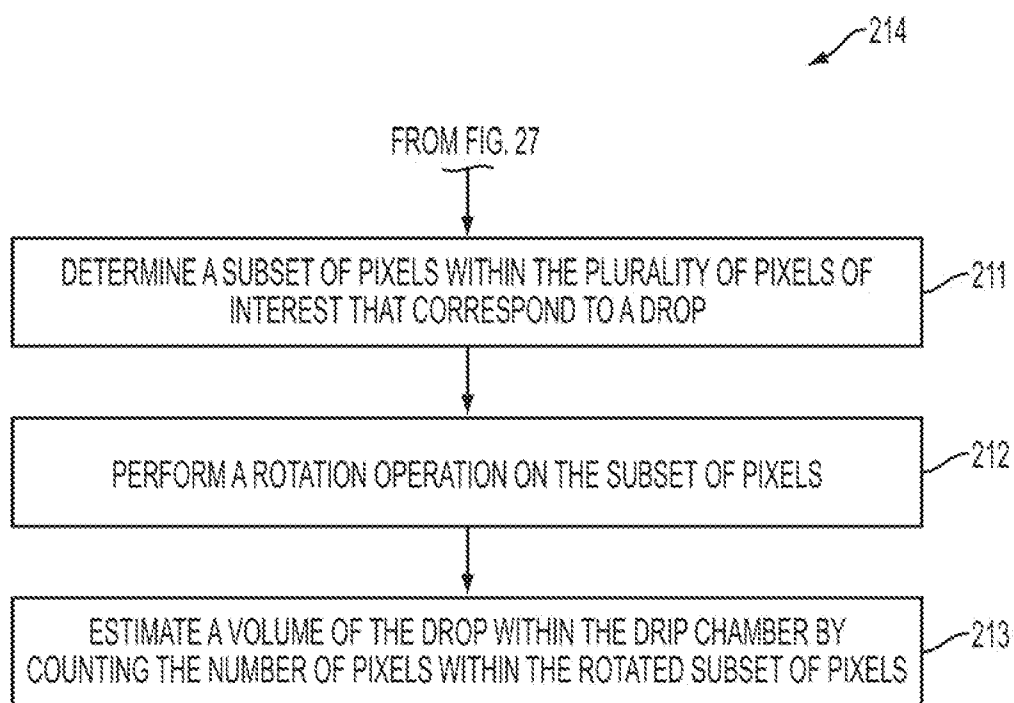 214
FROM FIG. 27
DETERMINE A SUBSET OF PIXELS WITHIN THE PLURALITY OF PIXELS OF
INTEREST THAT CORRESPOND TO A DROP
211
PERFORM A ROTATION OPERATION ON THE SUBSET OF PIXELS
212
ESTIMATE A VOLUME OF THE DROP WITHIN THE DRIP CHAMBER BY
COUNTING THE NUMBER OF PIXELS WITHIN THE ROTATED SUBSET OF PIXELS
213